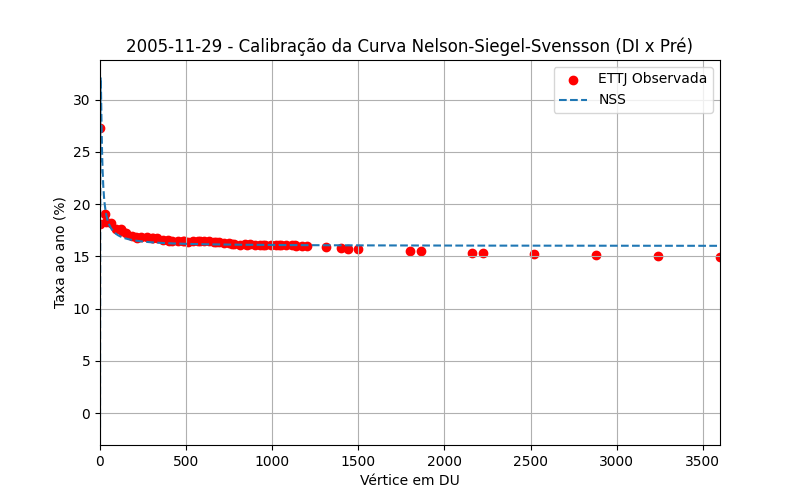 2005-11-29 - Calibração da Curva Nelson-Siegel-Svensson (DI x Pré)
ETTJ Observada
NSS
Taxa ao ano (%)
30
25
20
15
10
5
0
0 500 1000 1500 2000 2500 3000 3500
Vértice em DU